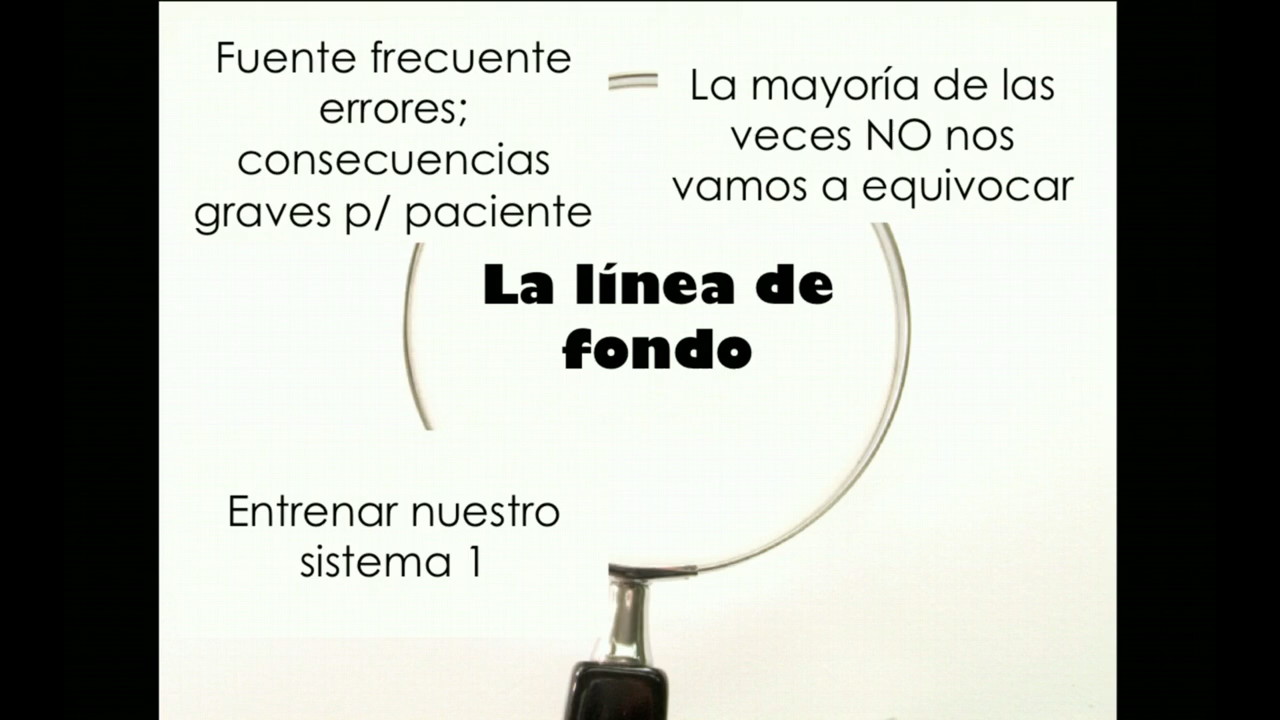 Fuente frecuente
errores;
consecuencias
graves p/ paciente
La mayoría de las
veces NO nos
vamos a equivocar
La línea de
fondo
Entrenar nuestro
sistema 1